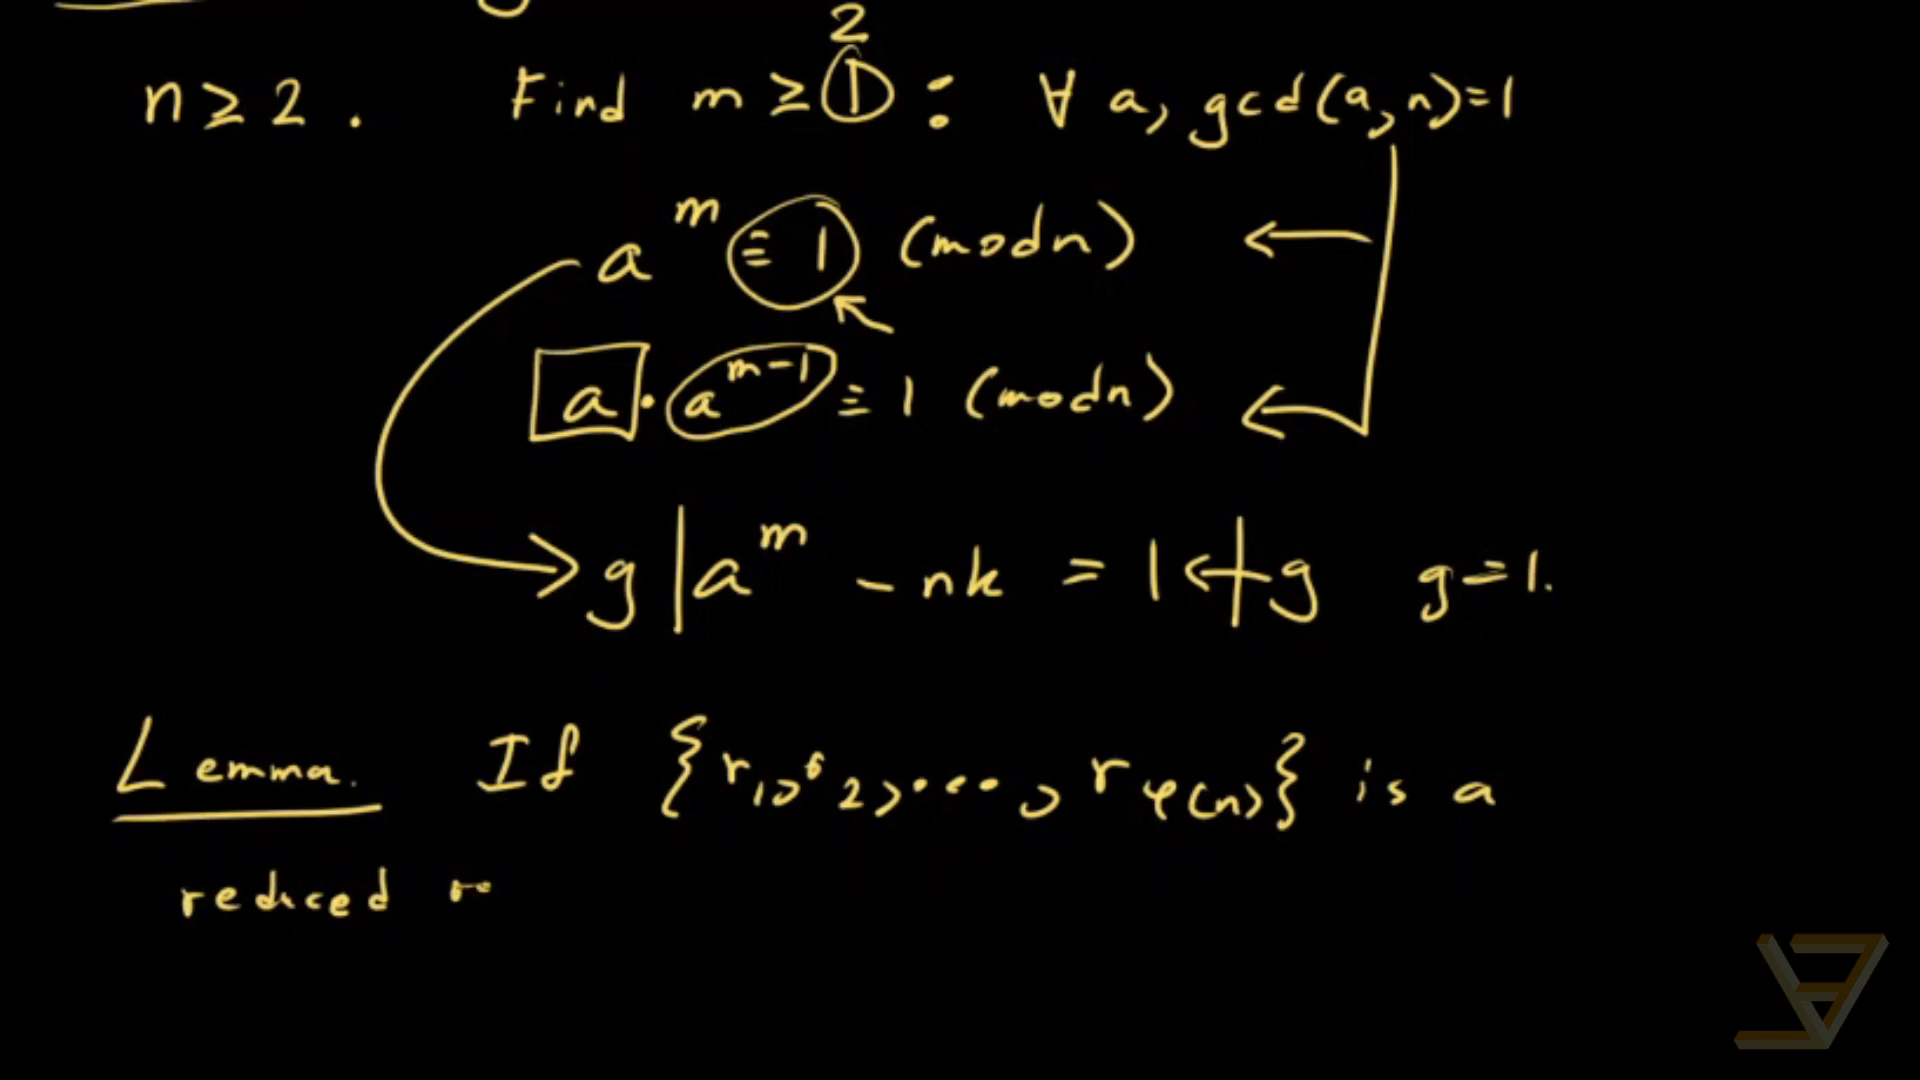 2
n ≥ 2 . Find m ≥ 1 : ∀ a, gcd(a,n)=1
a^m ≡ 1 (mod n) ←
a · a^{m-1} ≡ 1 (mod n) ←
g | a^m - nk = 1 ← | g g = 1.
Lemma. If {r_1, r_2, ..., r_φ(n)} is a
reduced re